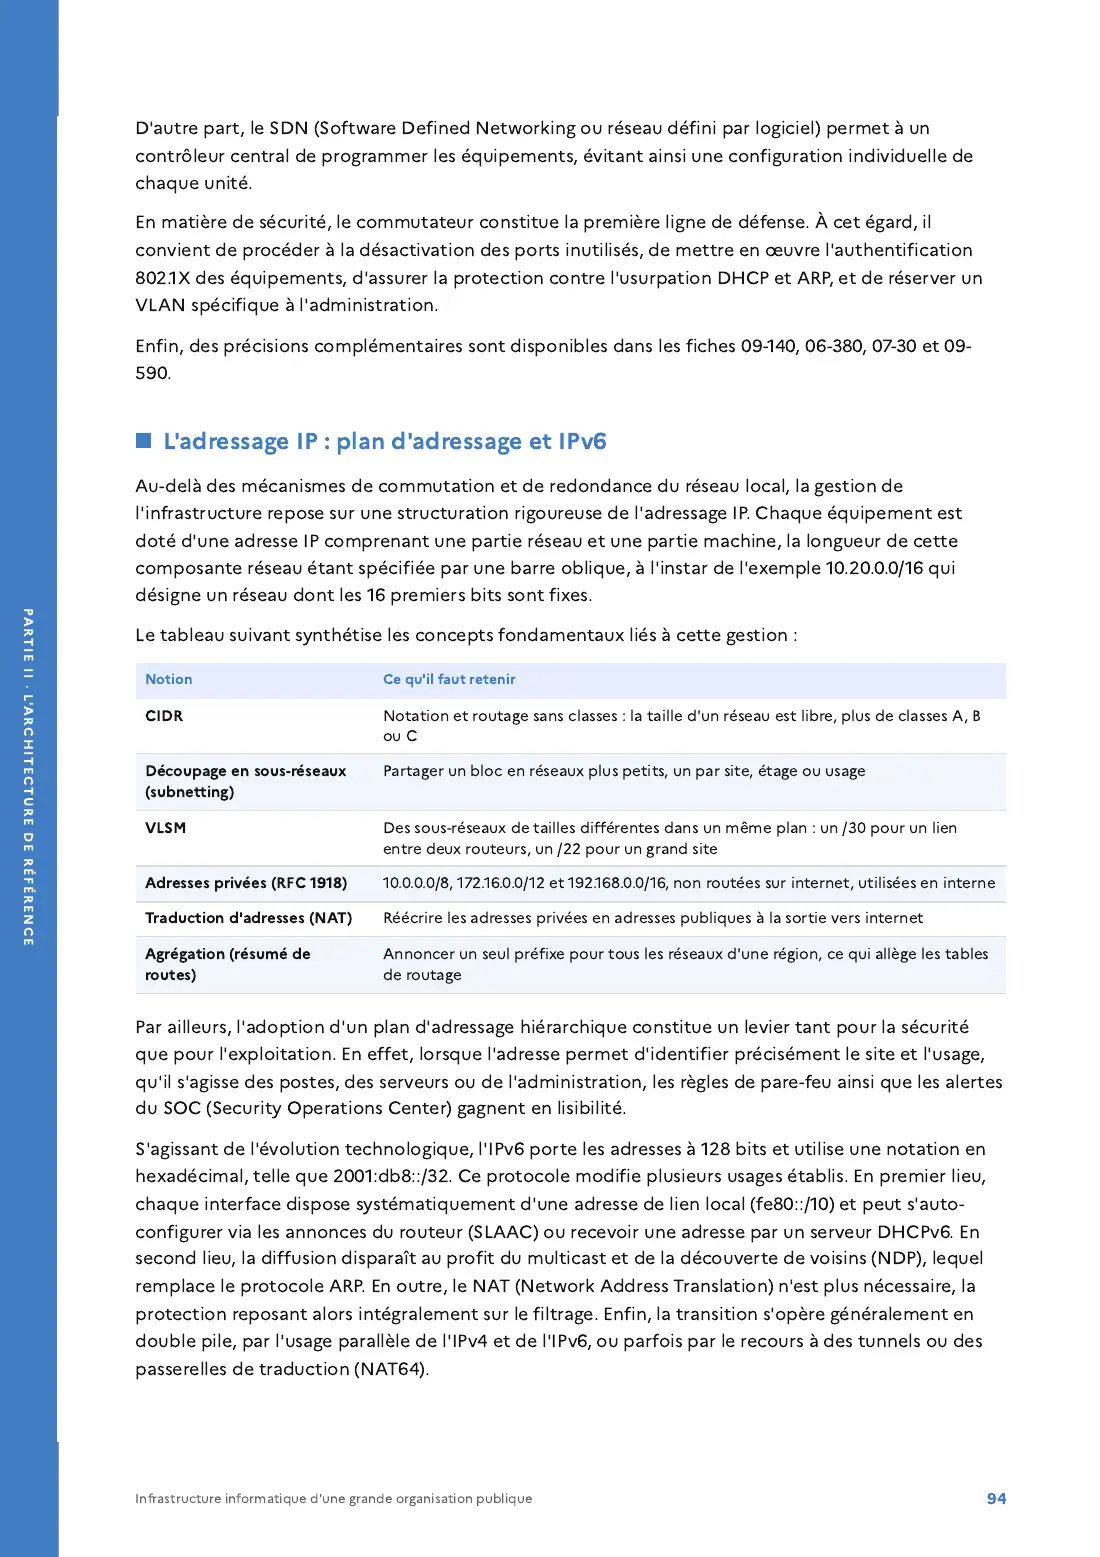 D'autre part, le SDN (Software Defined Networking ou réseau défini par logiciel) permet à un
contrôleur central de programmer les équipements, évitant ainsi une configuration individuelle de
chaque unité.
En matière de sécurité, le commutateur constitue la première ligne de défense. À cet égard, il
convient de procéder à la désactivation des ports inutilisés, de mettre en œuvre l'authentification
802.1X des équipements, d'assurer la protection contre l'usurpation DHCP et ARP, et de réserver un
VLAN spécifique à l'administration.
Enfin, des précisions complémentaires sont disponibles dans les fiches 09-140, 06-380, 07-30 et 09-
590.
L'adressage IP : plan d'adressage et IPv6
Au-delà des mécanismes de commutation et de redondance du réseau local, la gestion de
l'infrastructure repose sur une structuration rigoureuse de l'adressage IP. Chaque équipement est
doté d'une adresse IP comprenant une partie réseau et une partie machine, la longueur de cette
composante réseau étant spécifiée par une barre oblique, à l'instar de l'exemple 10.20.0.0/16 qui
désigne un réseau dont les 16 premiers bits sont fixes.
Le tableau suivant synthétise les concepts fondamentaux liés à cette gestion :
Notion
Ce qu'il faut retenir
CIDR
Notation et routage sans classes : la taille d'un réseau est libre, plus de classes A, B
ou C
Découpage en sous-réseaux
(subnetting)
Partager un bloc en réseaux plus petits, un par site, étage ou usage
VLSM
Des sous-réseaux de tailles différentes dans un même plan : un /30 pour un lien
entre deux routeurs, un /22 pour un grand site
Adresses privées (RFC 1918)
10.0.0.0/8, 172.16.0.0/12 et 192.168.0.0/16, non routées sur internet, utilisées en interne
Traduction d'adresses (NAT)
Réécrire les adresses privées en adresses publiques à la sortie vers internet
Agrégation (résumé de
routes)
Annoncer un seul préfixe pour tous les réseaux d'une région, ce qui allège les tables
de routage
Par ailleurs, l'adoption d'un plan d'adressage hiérarchique constitue un levier tant pour la sécurité
que pour l'exploitation. En effet, lorsque l'adresse permet d'identifier précisément le site et l'usage,
qu'il s'agisse des postes, des serveurs ou de l'administration, les règles de pare-feu ainsi que les alertes
du SOC (Security Operations Center) gagnent en lisibilité.
S'agissant de l'évolution technologique, l'IPv6 porte les adresses à 128 bits et utilise une notation en
hexadécimal, telle que 2001:db8::/32. Ce protocole modifie plusieurs usages établis. En premier lieu,
chaque interface dispose systématiquement d'une adresse de lien local (fe80::/10) et peut s'auto-
configurer via les annonces du routeur (SLAAC) ou recevoir une adresse par un serveur DHCPv6. En
second lieu, la diffusion disparaît au profit du multicast et de la découverte de voisins (NDP), lequel
remplace le protocole ARP. En outre, le NAT (Network Address Translation) n'est plus nécessaire, la
protection reposant alors intégralement sur le filtrage. Enfin, la transition s'opère généralement en
double pile, par l'usage parallèle de l'IPv4 et de l'IPv6, ou parfois par le recours à des tunnels ou des
passerelles de traduction (NAT64).
PARTIE II · L'ARCHITECTURE DE RÉFÉRENCE
Infrastructure informatique d'une grande organisation publique
94